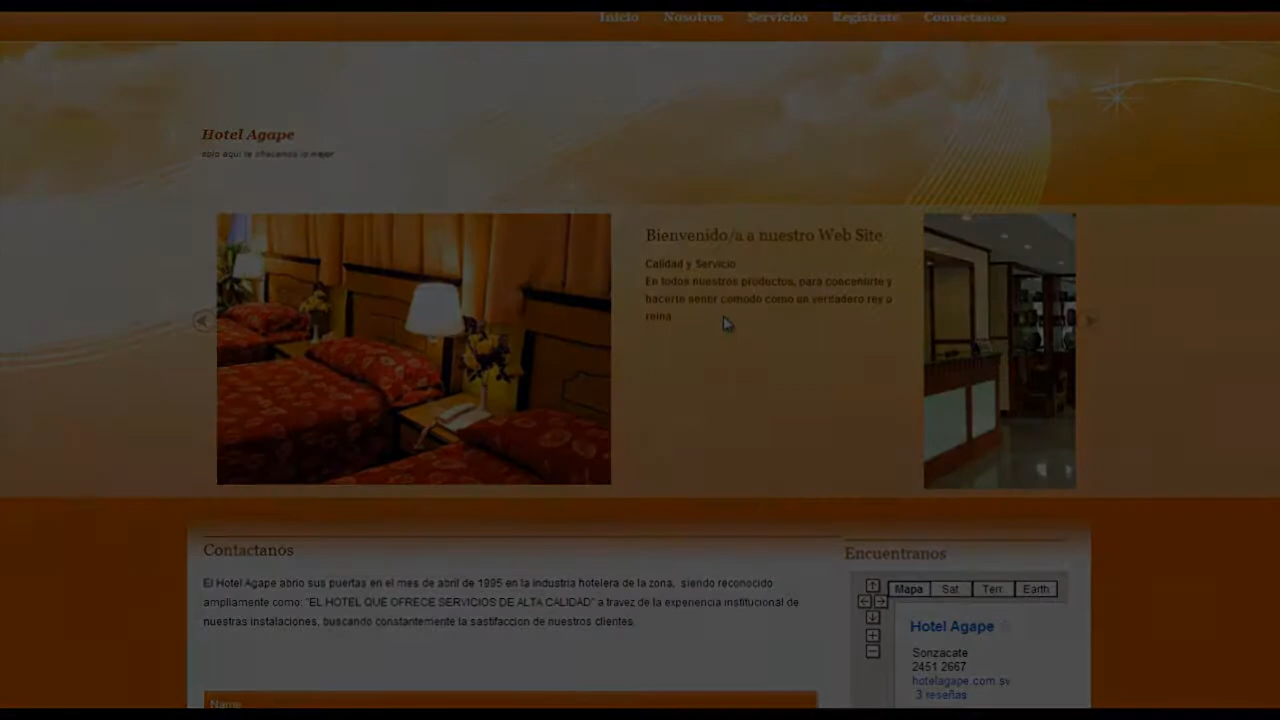 Inicio Nosotros Servicios Registrate Contactanos
Hotel Agape
solo aqui te ofrecemos lo mejor
Bienvenido/a a nuestro Web Site
Calidad y Servicio
En todos nuestros productos, para concentirte y
hacerte sentir comodo como un verdadero rey o
reina
Contactanos
El Hotel Agape abrio sus puertas en el mes de abril de 1995 en la industria hotelera de la zona, siendo reconocido
ampliamente como: "EL HOTEL QUE OFRECE SERVICIOS DE ALTA CALIDAD" a travez de la experiencia institucional de
nuestras instalaciones, buscando constantemente la sastifaccion de nuestros clientes.
Name
Encuentranos
Mapa Sat Terr. Earth
Hotel Agape
Sonzacate
2451 2667
hotelagape.com.sv
3 reseñas